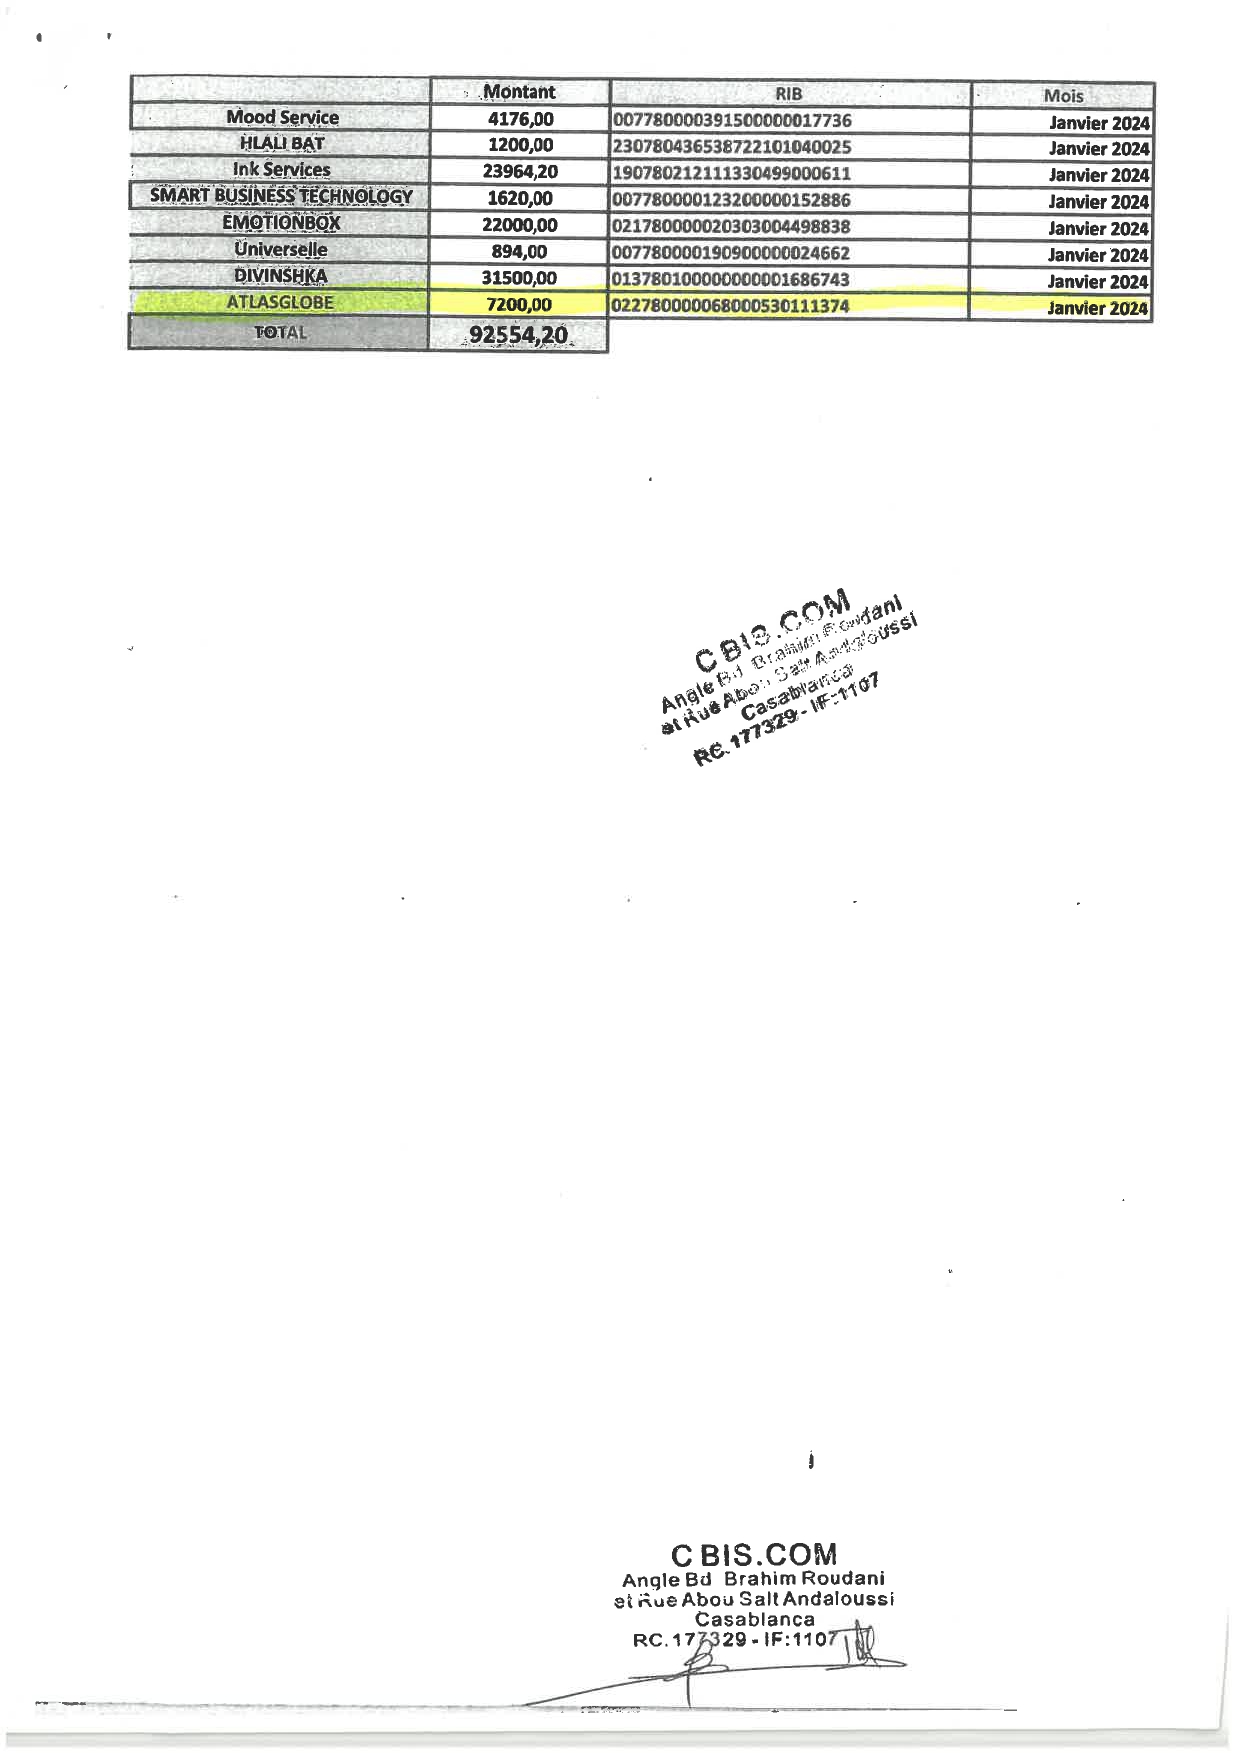 Montant RIB Mois
Mood Service 4176,00 007780000391500000017736 Janvier 2024
HLALI BAT 1200,00 230780436538722101040025 Janvier 2024
Ink Services 23964,20 190780212111330499000611 Janvier 2024
SMART BUSINESS TECHNOLOGY 1620,00 007780000123200000152886 Janvier 2024
EMOTIONBOX 22000,00 021780000020303004498838 Janvier 2024
Universelle 894,00 007780000190900000024662 Janvier 2024
DIVINSHKA 31500,00 013780100000000001686743 Janvier 2024
ATLASGLOBE 7200,00 022780000068000530111374 Janvier 2024
TOTAL 92554,20
CBIS.COM
Angle Bd Brahim Roudani
et Rue Abou Salt Andaloussi
Casablanca
RC.177329 - IF:1107
CBIS.COM
Angle Bd Brahim Roudani
et Rue Abou Salt Andaloussi
Casablanca
RC.177329 - IF:1107